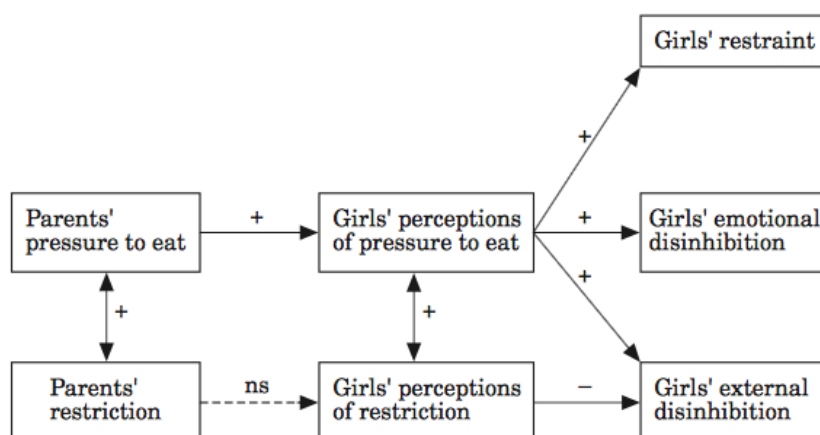 Girls' restraint
+
Parents'
pressure to eat
+
Girls' perceptions
of pressure to eat
+
Girls' emotional
disinhibition
+
+
+
Parents'
restriction
ns
Girls' perceptions
of restriction
–
Girls' external
disinhibition